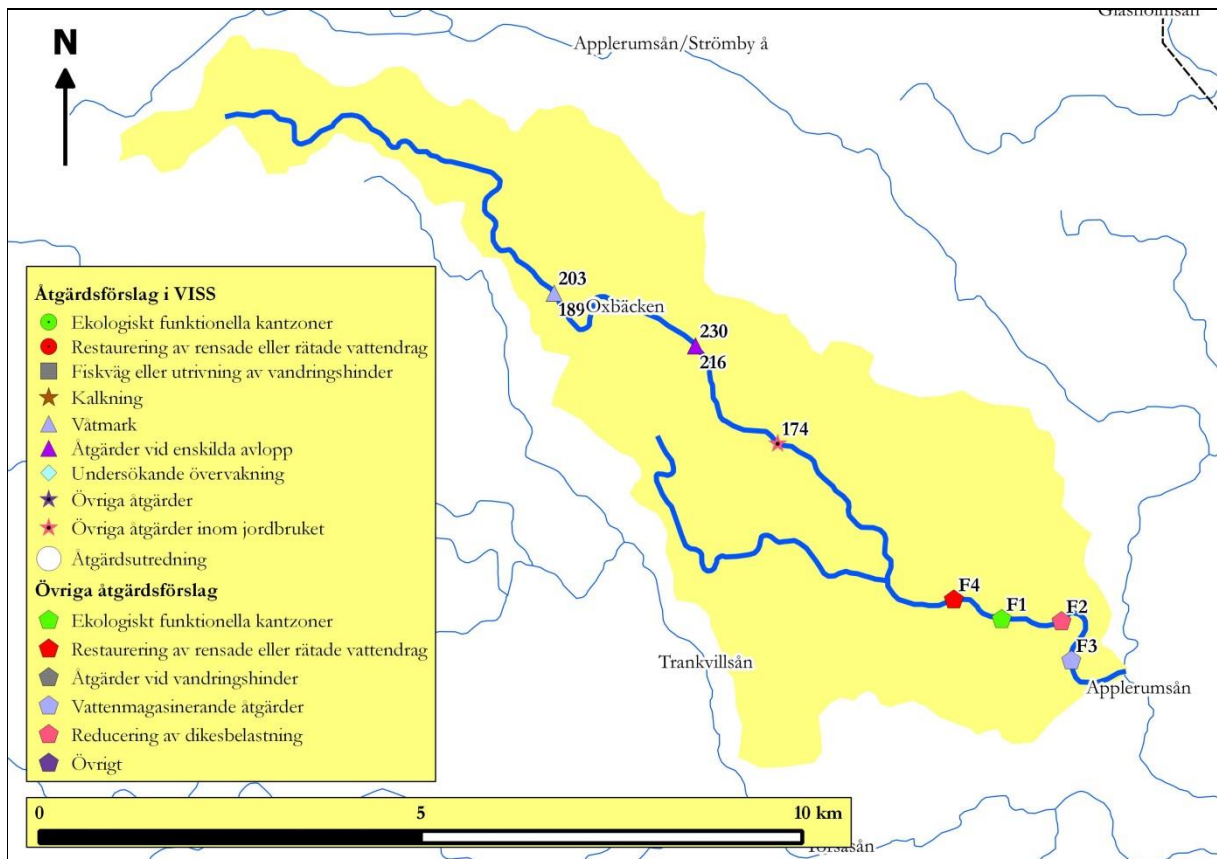 Glasholmsån
N
Applerumsån/Strömby å
203
189
Oxbäcken
230
216
174
F4
F1
F2
F3
Trankvillsån
Applerumsån
Åtgärdsförslag i VISS
Ekologiskt funktionella kantzoner
Restaurering av rensade eller rätade vattendrag
Fiskväg eller utrivning av vandringshinder
Kalkning
Våtmark
Åtgärder vid enskilda avlopp
Undersökande övervakning
Övriga åtgärder
Övriga åtgärder inom jordbruket
Åtgärdsutredning
Övriga åtgärdsförslag
Ekologiskt funktionella kantzoner
Restaurering av rensade eller rätade vattendrag
Åtgärder vid vandringshinder
Vattenmagasinerande åtgärder
Reducering av dikesbelastning
Övrigt
0
5
10 km
Torsåsån